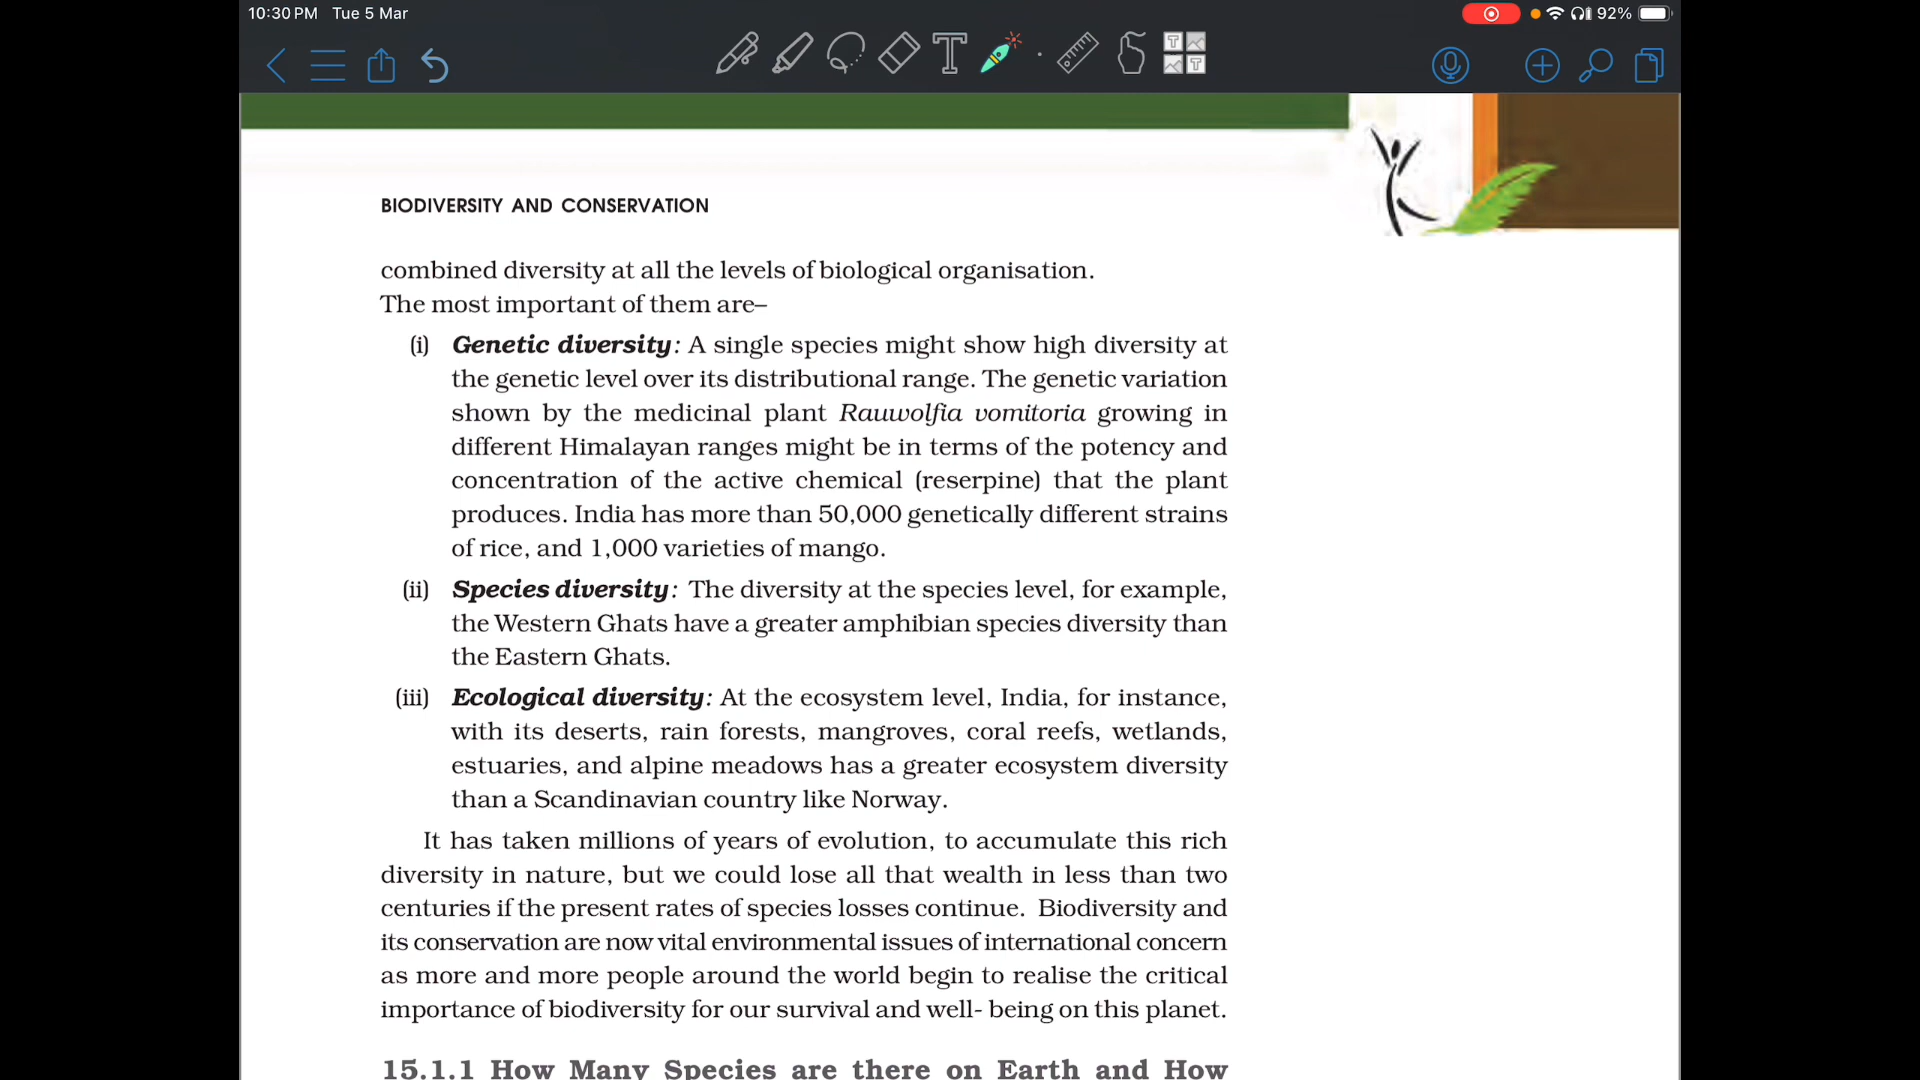 10:30 PM Tue 5 Mar
92%
BIODIVERSITY AND CONSERVATION
combined diversity at all the levels of biological organisation.
The most important of them are–
(i) Genetic diversity: A single species might show high diversity at
the genetic level over its distributional range. The genetic variation
shown by the medicinal plant Rauwolfia vomitoria growing in
different Himalayan ranges might be in terms of the potency and
concentration of the active chemical (reserpine) that the plant
produces. India has more than 50,000 genetically different strains
of rice, and 1,000 varieties of mango.
(ii) Species diversity: The diversity at the species level, for example,
the Western Ghats have a greater amphibian species diversity than
the Eastern Ghats.
(iii) Ecological diversity: At the ecosystem level, India, for instance,
with its deserts, rain forests, mangroves, coral reefs, wetlands,
estuaries, and alpine meadows has a greater ecosystem diversity
than a Scandinavian country like Norway.
It has taken millions of years of evolution, to accumulate this rich
diversity in nature, but we could lose all that wealth in less than two
centuries if the present rates of species losses continue. Biodiversity and
its conservation are now vital environmental issues of international concern
as more and more people around the world begin to realise the critical
importance of biodiversity for our survival and well- being on this planet.
15.1.1 How Many Species are there on Earth and How